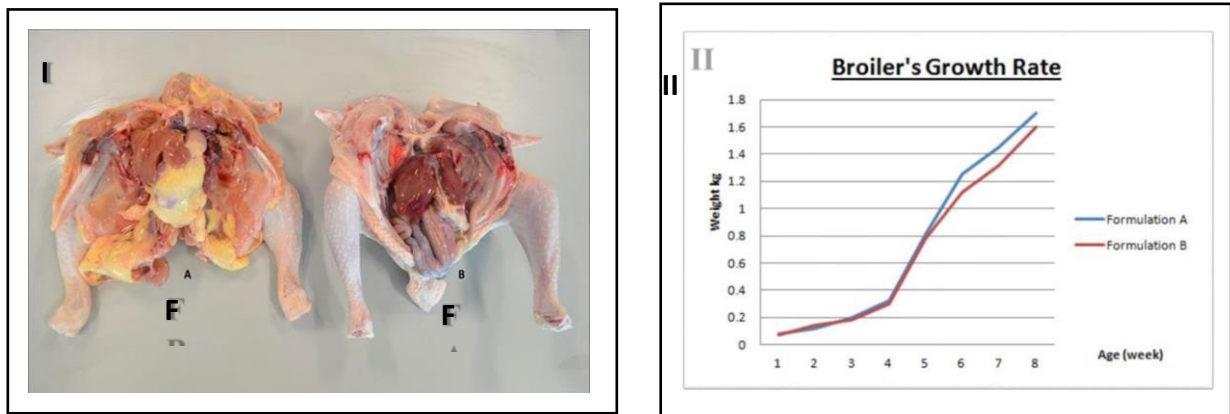 I
A
B
F
F
II
II
Broiler's Growth Rate
1.8
1.6
1.4
1.2
1
0.8
0.6
0.4
0.2
0
Weight kg
1 2 3 4 5 6 7 8
Age (week)
Formulation A
Formulation B